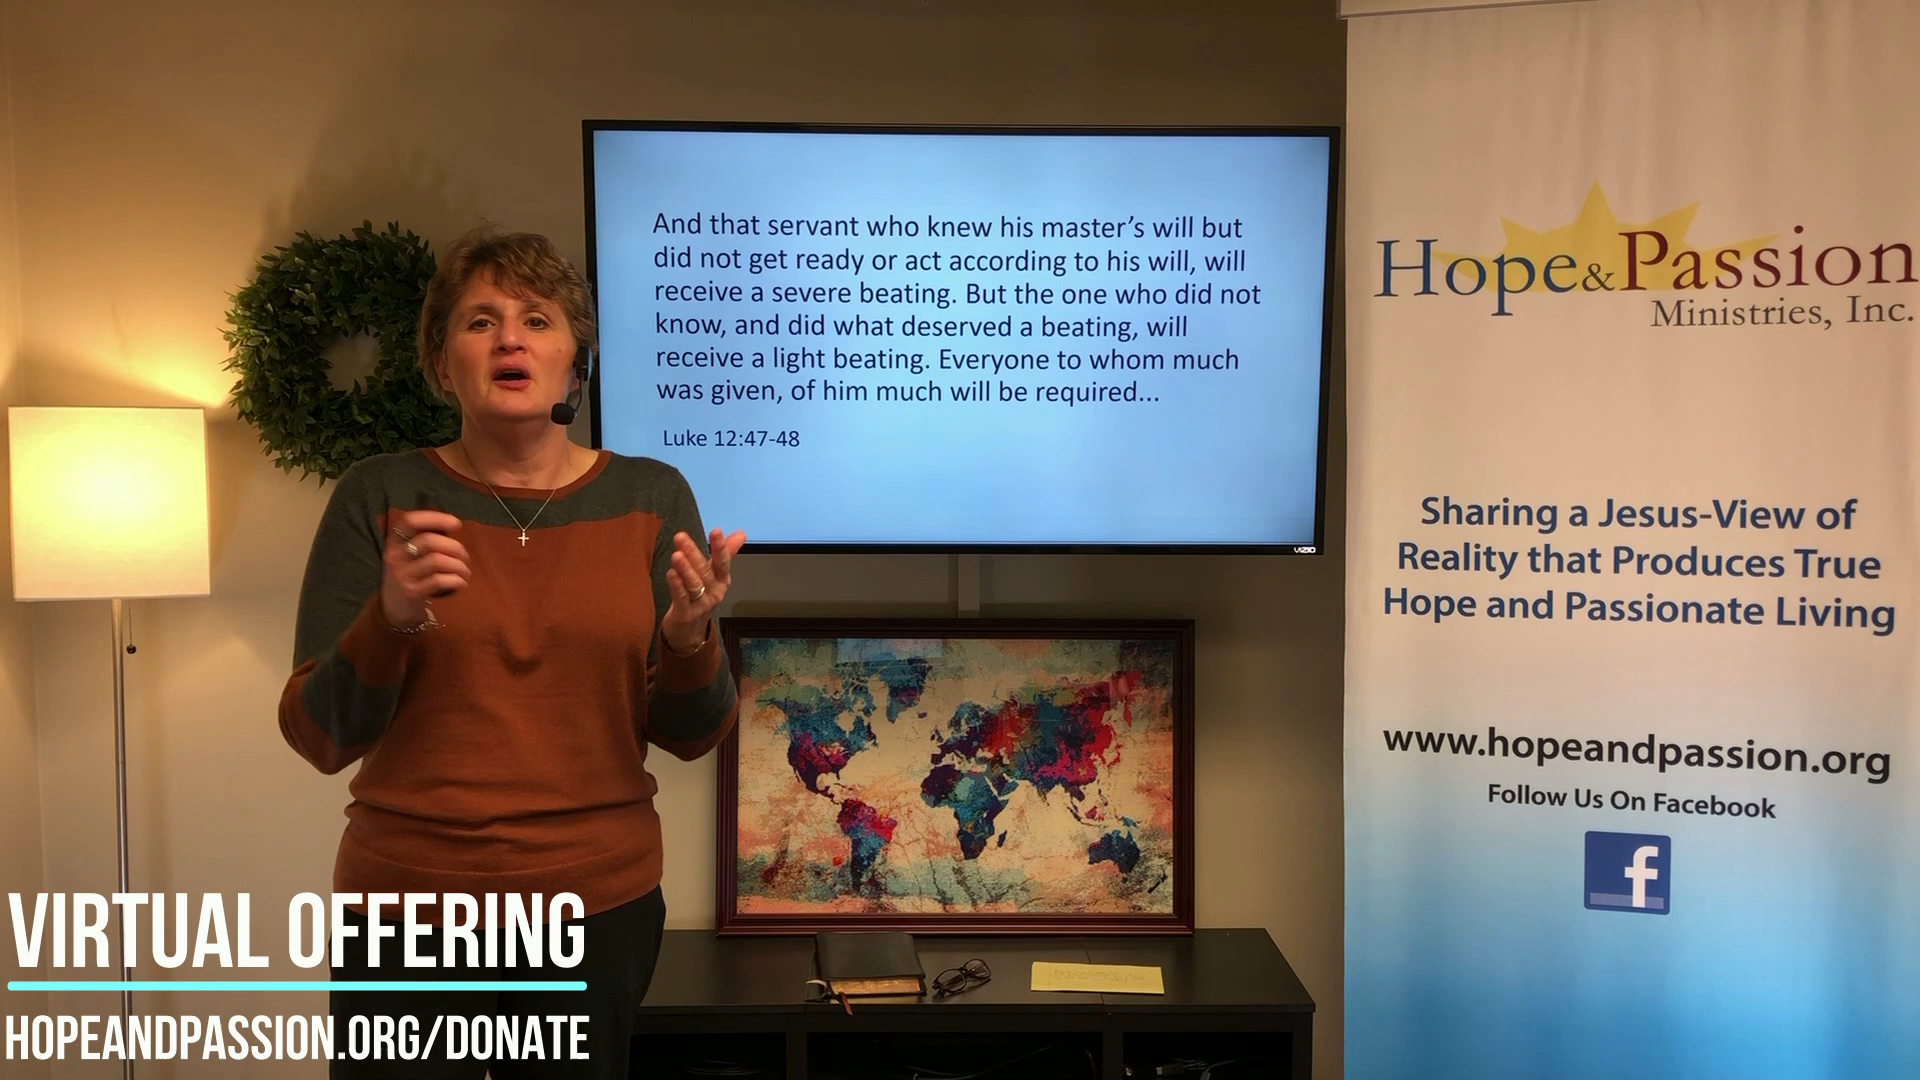 And that servant who knew his master’s will but
did not get ready or act according to his will, will
receive a severe beating. But the one who did not
know, and did what deserved a beating, will
receive a light beating. Everyone to whom much
was given, of him much will be required...
Luke 12:47-48
VIZIO
Hope&Passion
Ministries, Inc.
Sharing a Jesus-View of
Reality that Produces True
Hope and Passionate Living
www.hopeandpassion.org
Follow Us On Facebook
f
VIRTUAL OFFERING
HOPEANDPASSION.ORG/DONATE